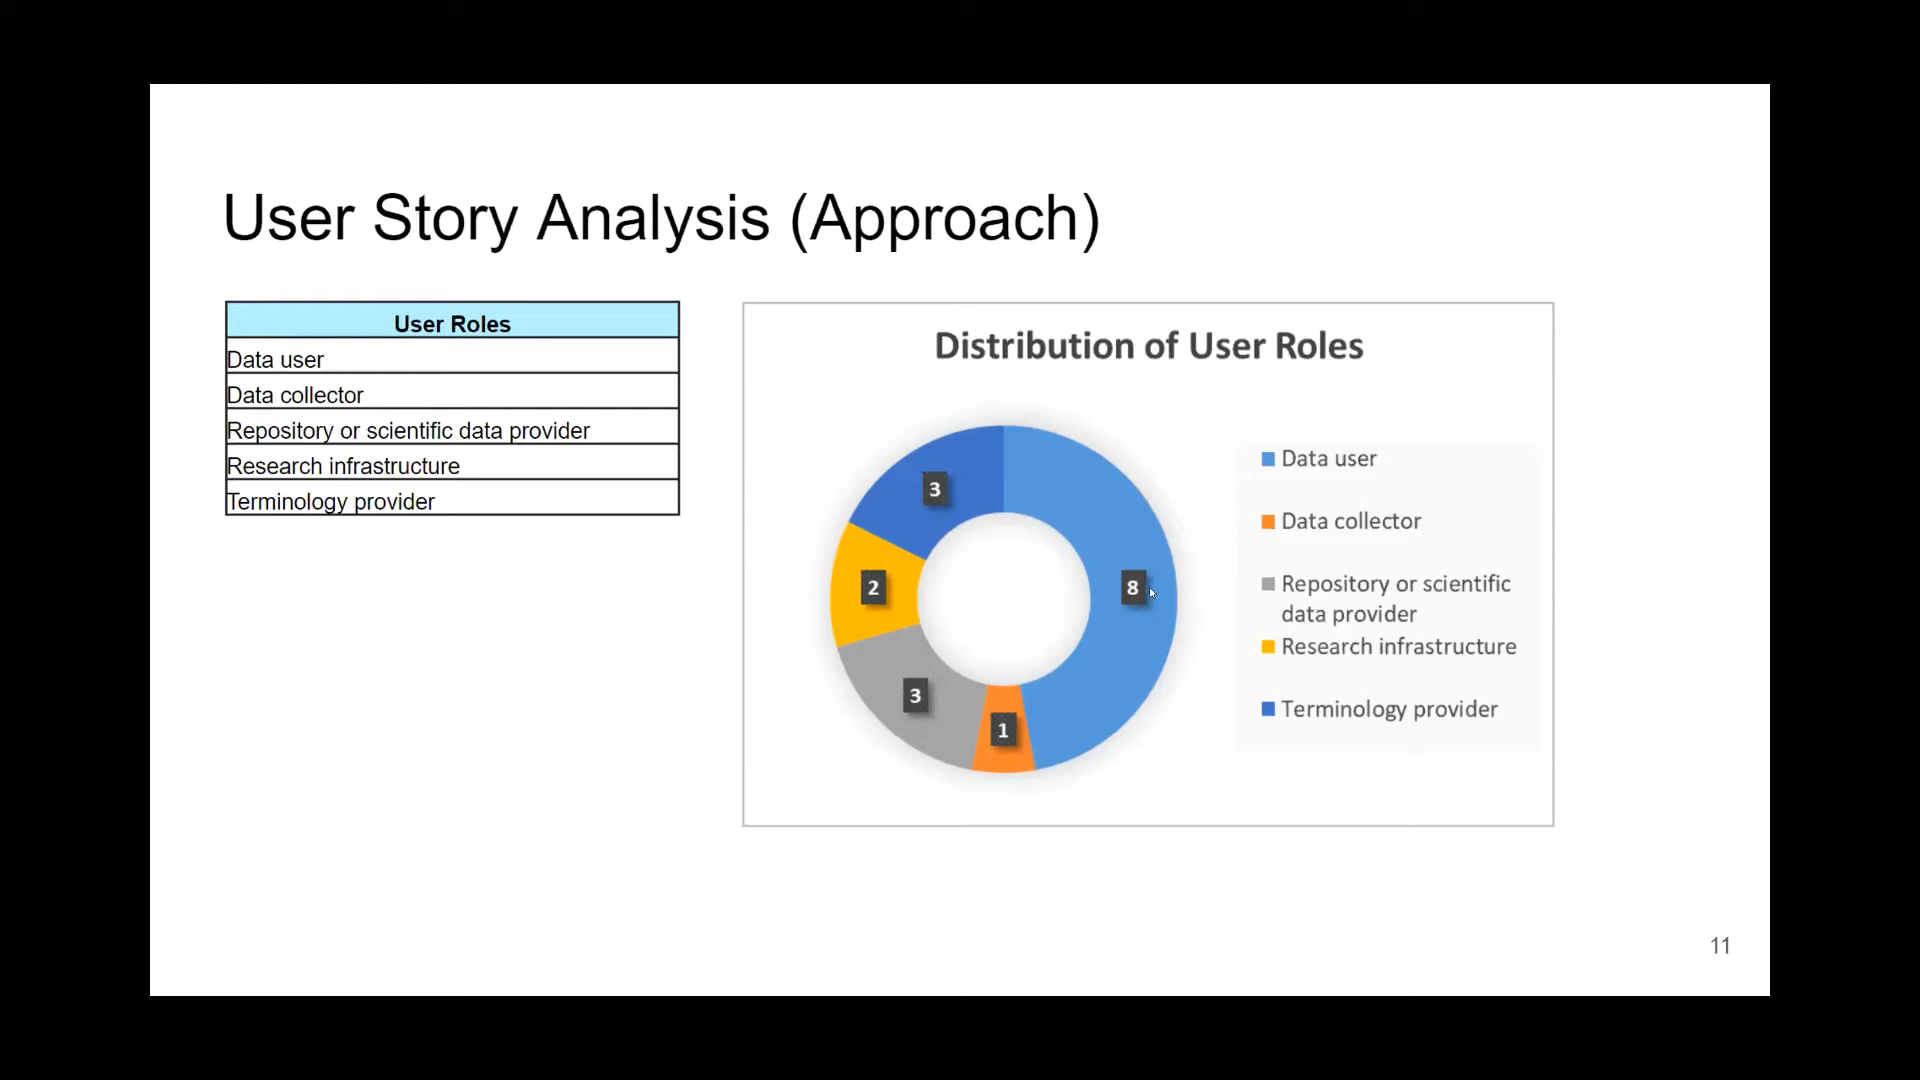 User Story Analysis (Approach)
User Roles
Data user
Data collector
Repository or scientific data provider
Research infrastructure
Terminology provider
Distribution of User Roles
3
8
2
3
1
Data user
Data collector
Repository or scientific
data provider
Research infrastructure
Terminology provider
11